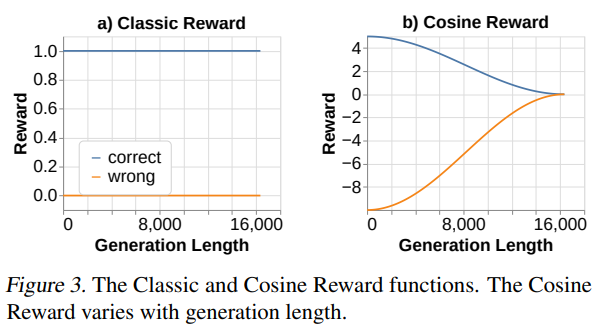 a) Classic Reward
1.0
0.8
0.6
0.4
0.2
0.0
Reward
correct
wrong
0 8,000 16,000
Generation Length
b) Cosine Reward
4
2
0
−2
−4
−6
−8
Reward
0 8,000 16,000
Generation Length
Figure 3. The Classic and Cosine Reward functions. The Cosine
Reward varies with generation length.